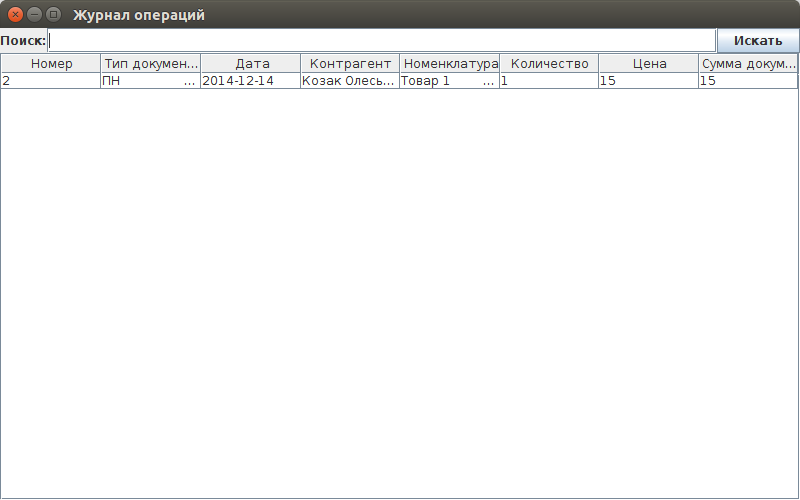 Журнал операций
Поиск: Искать
Номер Тип докумен... Дата Контрагент Номенклатура Количество Цена Сумма докум...
2 ПН ... 2014-12-14 Козак Олесь... Товар 1 ... 1 15 15